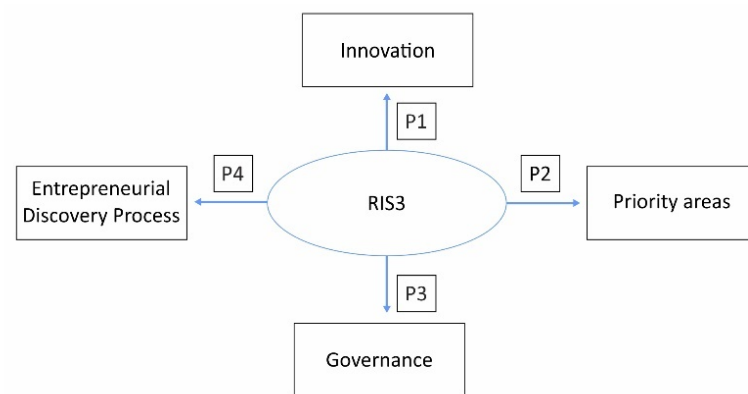 Innovation
P1
Entrepreneurial
Discovery Process
P4
RIS3
P2
Priority areas
P3
Governance